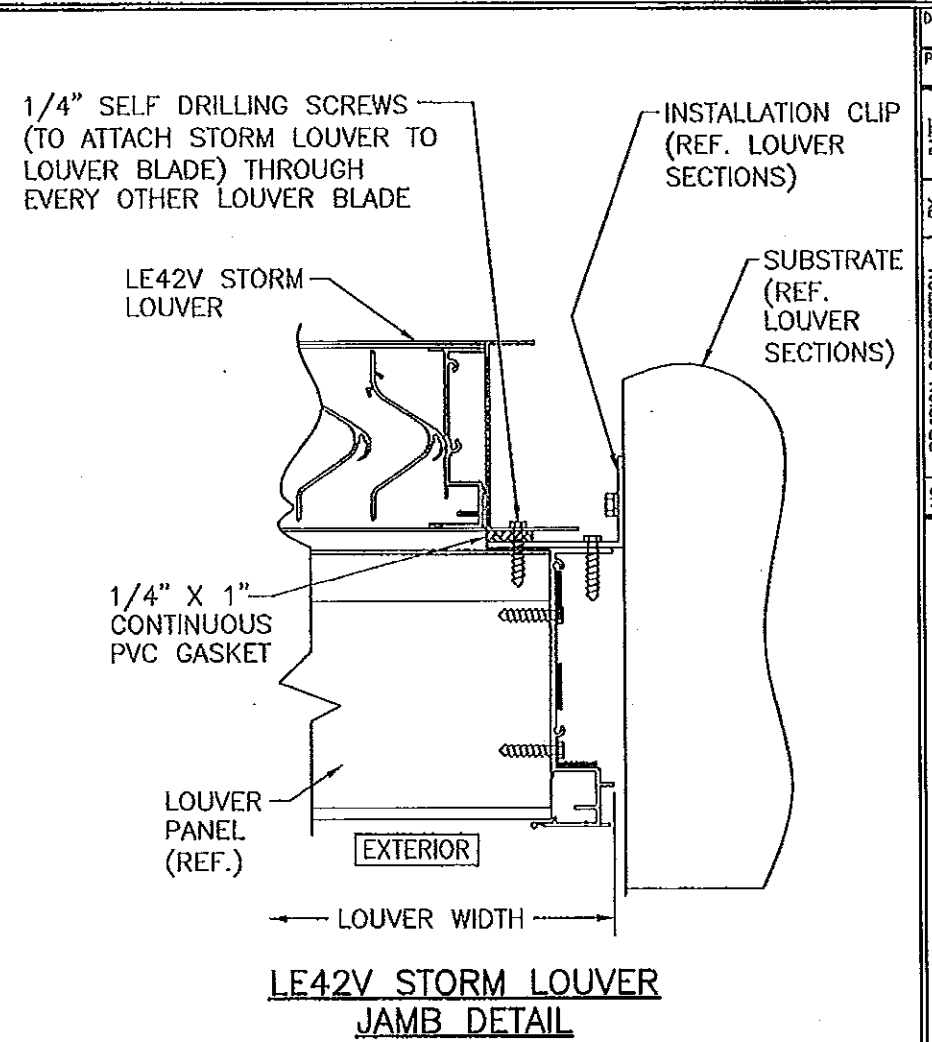 1/4" SELF DRILLING SCREWS
(TO ATTACH STORM LOUVER TO
LOUVER BLADE) THROUGH
EVERY OTHER LOUVER BLADE
INSTALLATION CLIP
(REF. LOUVER
SECTIONS)
LE42V STORM
LOUVER
SUBSTRATE
(REF.
LOUVER
SECTIONS)
1/4" X 1"
CONTINUOUS
PVC GASKET
LOUVER
PANEL
(REF.)
EXTERIOR
LOUVER WIDTH
LE42V STORM LOUVER
JAMB DETAIL